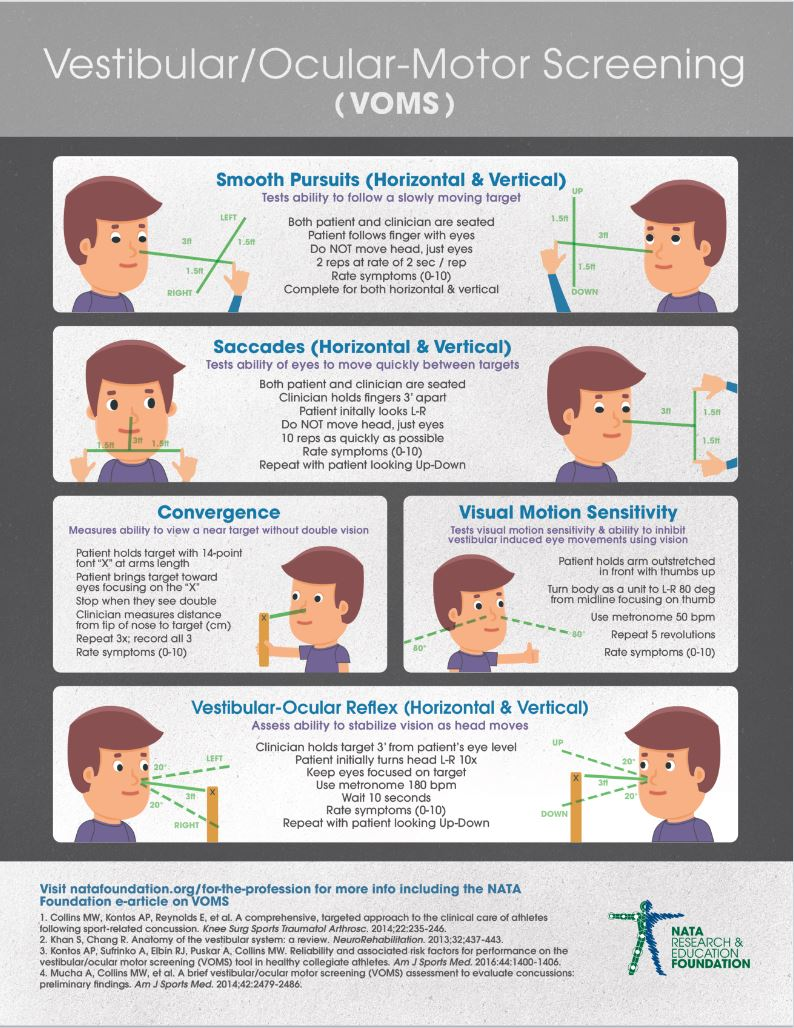 Vestibular/Ocular-Motor Screening
(VOMS)
Smooth Pursuits (Horizontal & Vertical)
Tests ability to follow a slowly moving target
Both patient and clinician are seated
Patient follows finger with eyes
Do NOT move head, just eyes
2 reps at rate of 2 sec / rep
Rate symptoms (0-10)
Complete for both horizontal & vertical
LEFT
3ft
1.5ft
1.5ft
RIGHT
UP
1.5ft
3ft
1.5ft
DOWN
Saccades (Horizontal & Vertical)
Tests ability of eyes to move quickly between targets
Both patient and clinician are seated
Clinician holds fingers 3' apart
Patient initally looks L-R
Do NOT move head, just eyes
10 reps as quickly as possible
Rate symptoms (0-10)
Repeat with patient looking Up-Down
1.5ft
3ft
1.5ft
3ft
1.5ft
1.5ft
Convergence
Measures ability to view a near target without double vision
Patient holds target with 14-point
font "X" at arms length
Patient brings target toward
eyes focusing on the "X"
Stop when they see double
Clinician measures distance
from tip of nose to target (cm)
Repeat 3x; record all 3
Rate symptoms (0-10)
X
Visual Motion Sensitivity
Tests visual motion sensitivity & ability to inhibit
vestibular induced eye movements using vision
Patient holds arm outstretched
in front with thumbs up
Turn body as a unit to L-R 80 deg
from midline focusing on thumb
Use metronome 50 bpm
Repeat 5 revolutions
Rate symptoms (0-10)
80°
80°
Vestibular-Ocular Reflex (Horizontal & Vertical)
Assess ability to stabilize vision as head moves
Clinician holds target 3' from patient's eye level
Patient initially turns head L-R 10x
Keep eyes focused on target
Use metronome 180 bpm
Wait 10 seconds
Rate symptoms (0-10)
Repeat with patient looking Up-Down
20°
LEFT
3ft
X
20°
RIGHT
UP
20°
X
3ft
20°
DOWN
Visit natafoundation.org/for-the-profession for more info including the NATA
Foundation e-article on VOMS
1. Collins MW, Kontos AP, Reynolds E, et al. A comprehensive, targeted approach to the clinical care of athletes
following sport-related concussion. Knee Surg Sports Traumatol Arthrosc. 2014;22:235-246.
2. Khan S, Chang R. Anatomy of the vestibular system: a review. NeuroRehabilitation. 2013;32;437-443.
3. Kontos AP, Sufrinko A, Elbin RJ, Puskar A, Collins MW. Reliability and associated risk factors for performance on the
vestibular/ocular motor screening (VOMS) tool in healthy collegiate athletes. Am J Sports Med. 2016:44:1400-1406.
4. Mucha A, Collins MW, et al. A brief vestibular/ocular motor screening (VOMS) assessment to evaluate concussions:
preliminary findings. Am J Sports Med. 2014;42:2479-2486.
NATA
RESEARCH &
EDUCATION
FOUNDATION